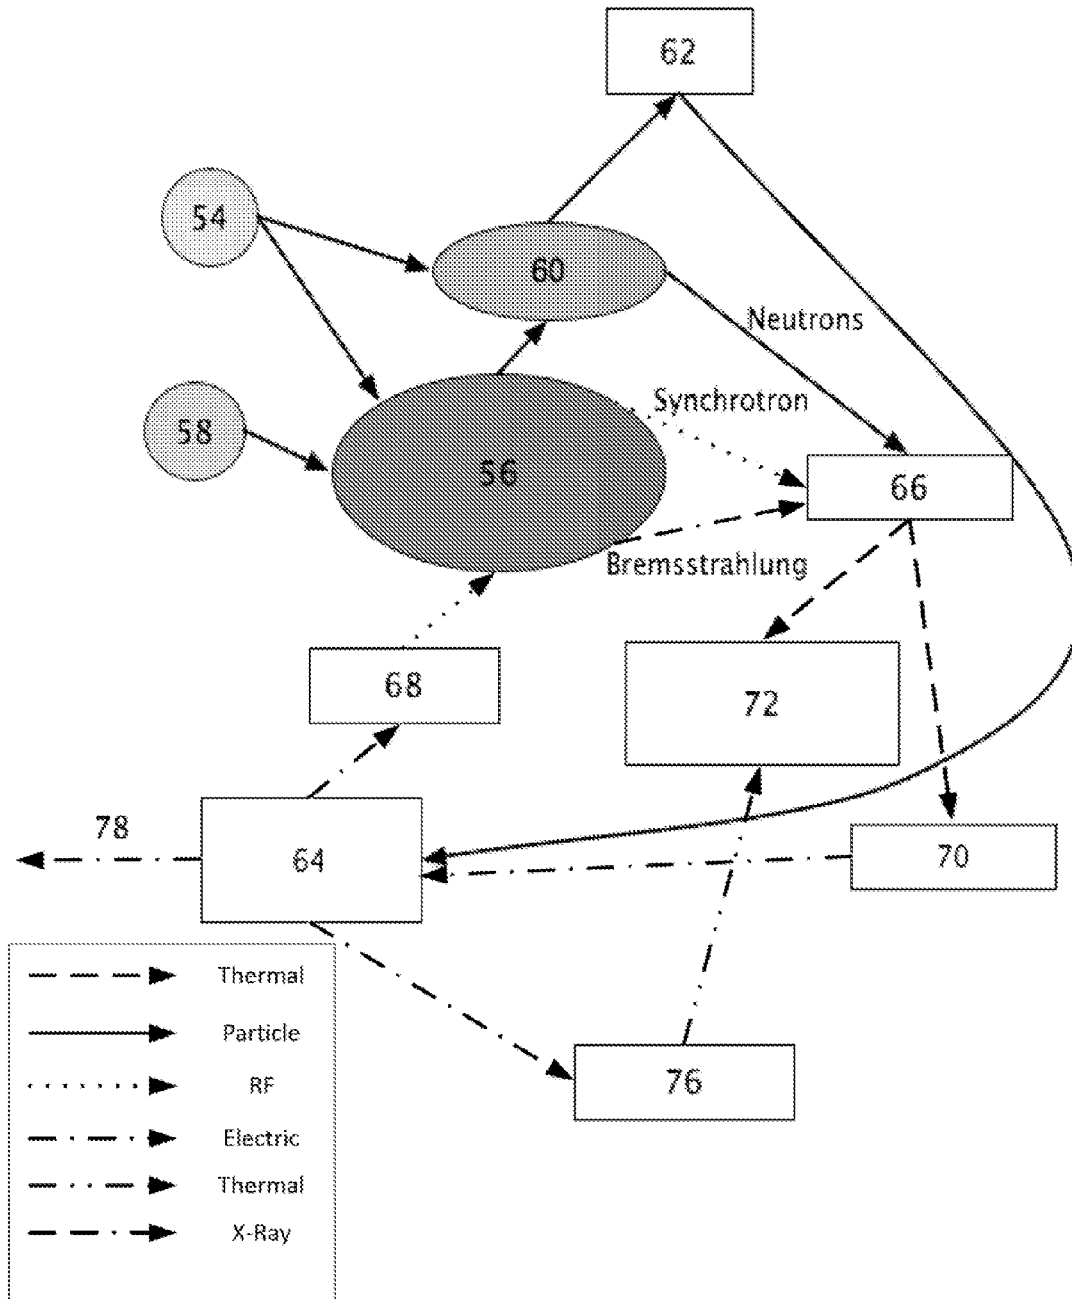 62
54
60
Neutrons
Synchrotron
58
56
66
Bremsstrahlung
68
72
78
64
70
Thermal
Particle
RF
76
Electric
Thermal
X-Ray